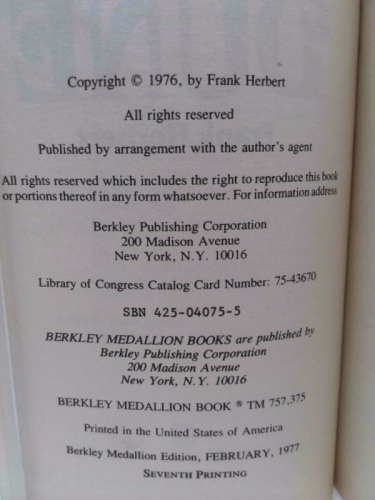 Copyright © 1976, by Frank Herbert
All rights reserved
Published by arrangement with the author's agent
All rights reserved which includes the right to reproduce this book
or portions thereof in any form whatsoever. For information address
Berkley Publishing Corporation
200 Madison Avenue
New York, N.Y. 10016
Library of Congress Catalog Card Number: 75-43670
SBN 425-04075-5
BERKLEY MEDALLION BOOKS are published by
Berkley Publishing Corporation
200 Madison Avenue
New York, N.Y. 10016
BERKLEY MEDALLION BOOK ® TM 757,375
Printed in the United States of America
Berkley Medallion Edition, FEBRUARY, 1977
SEVENTH PRINTING